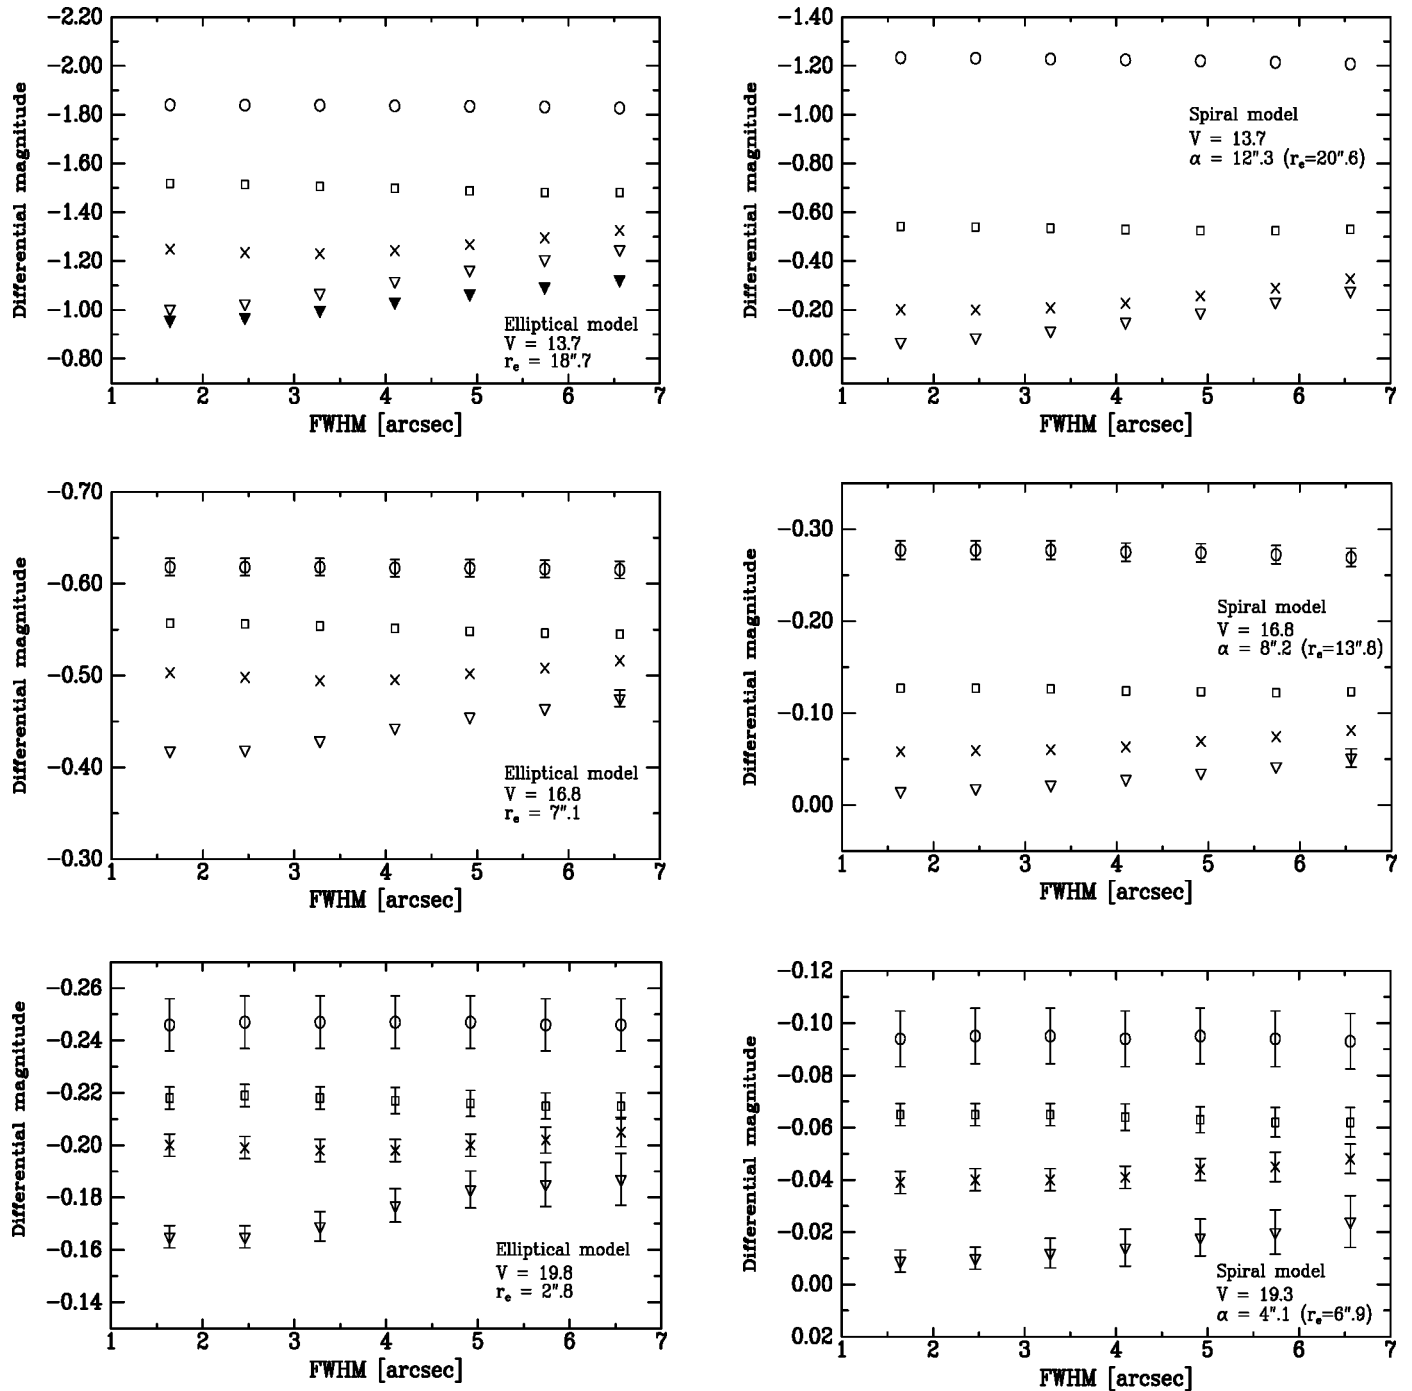 Differential magnitude
-2.20
-2.00
-1.80
-1.60
-1.40
-1.20
-1.00
-0.80
Elliptical model
V = 13.7
r_e = 18″.7
1 2 3 4 5 6 7
FWHM [arcsec]
Differential magnitude
-1.40
-1.20
-1.00
-0.80
-0.60
-0.40
-0.20
0.00
Spiral model
V = 13.7
α = 12″.3 (r_e=20″.6)
1 2 3 4 5 6 7
FWHM [arcsec]
Differential magnitude
-0.70
-0.60
-0.50
-0.40
-0.30
Elliptical model
V = 16.8
r_e = 7″.1
1 2 3 4 5 6 7
FWHM [arcsec]
Differential magnitude
-0.30
-0.20
-0.10
0.00
Spiral model
V = 16.8
α = 8″.2 (r_e=13″.8)
1 2 3 4 5 6 7
FWHM [arcsec]
Differential magnitude
-0.26
-0.24
-0.22
-0.20
-0.18
-0.16
-0.14
Elliptical model
V = 19.8
r_e = 2″.8
1 2 3 4 5 6 7
FWHM [arcsec]
Differential magnitude
-0.12
-0.10
-0.08
-0.06
-0.04
-0.02
0.00
0.02
Spiral model
V = 19.3
α = 4″.1 (r_e=6″.9)
1 2 3 4 5 6 7
FWHM [arcsec]